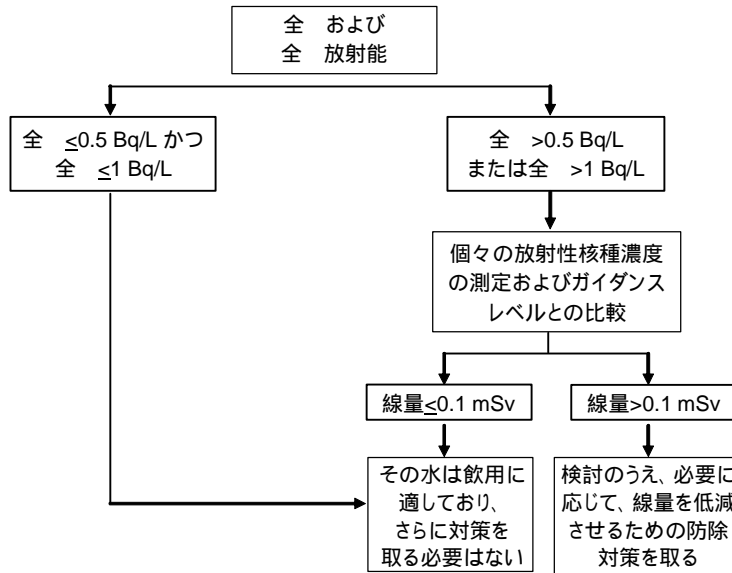 全　および
全　放射能
全　≤0.5 Bq/L かつ
全　≤1 Bq/L
全　>0.5 Bq/L
または全　>1 Bq/L
個々の放射性核種濃度
の測定およびガイダンス
レベルとの比較
線量≤0.1 mSv
線量>0.1 mSv
その水は飲用に
適しており、
さらに対策を
取る必要はない
検討のうえ、必要に
応じて、線量を低減
させるための防除
対策を取る